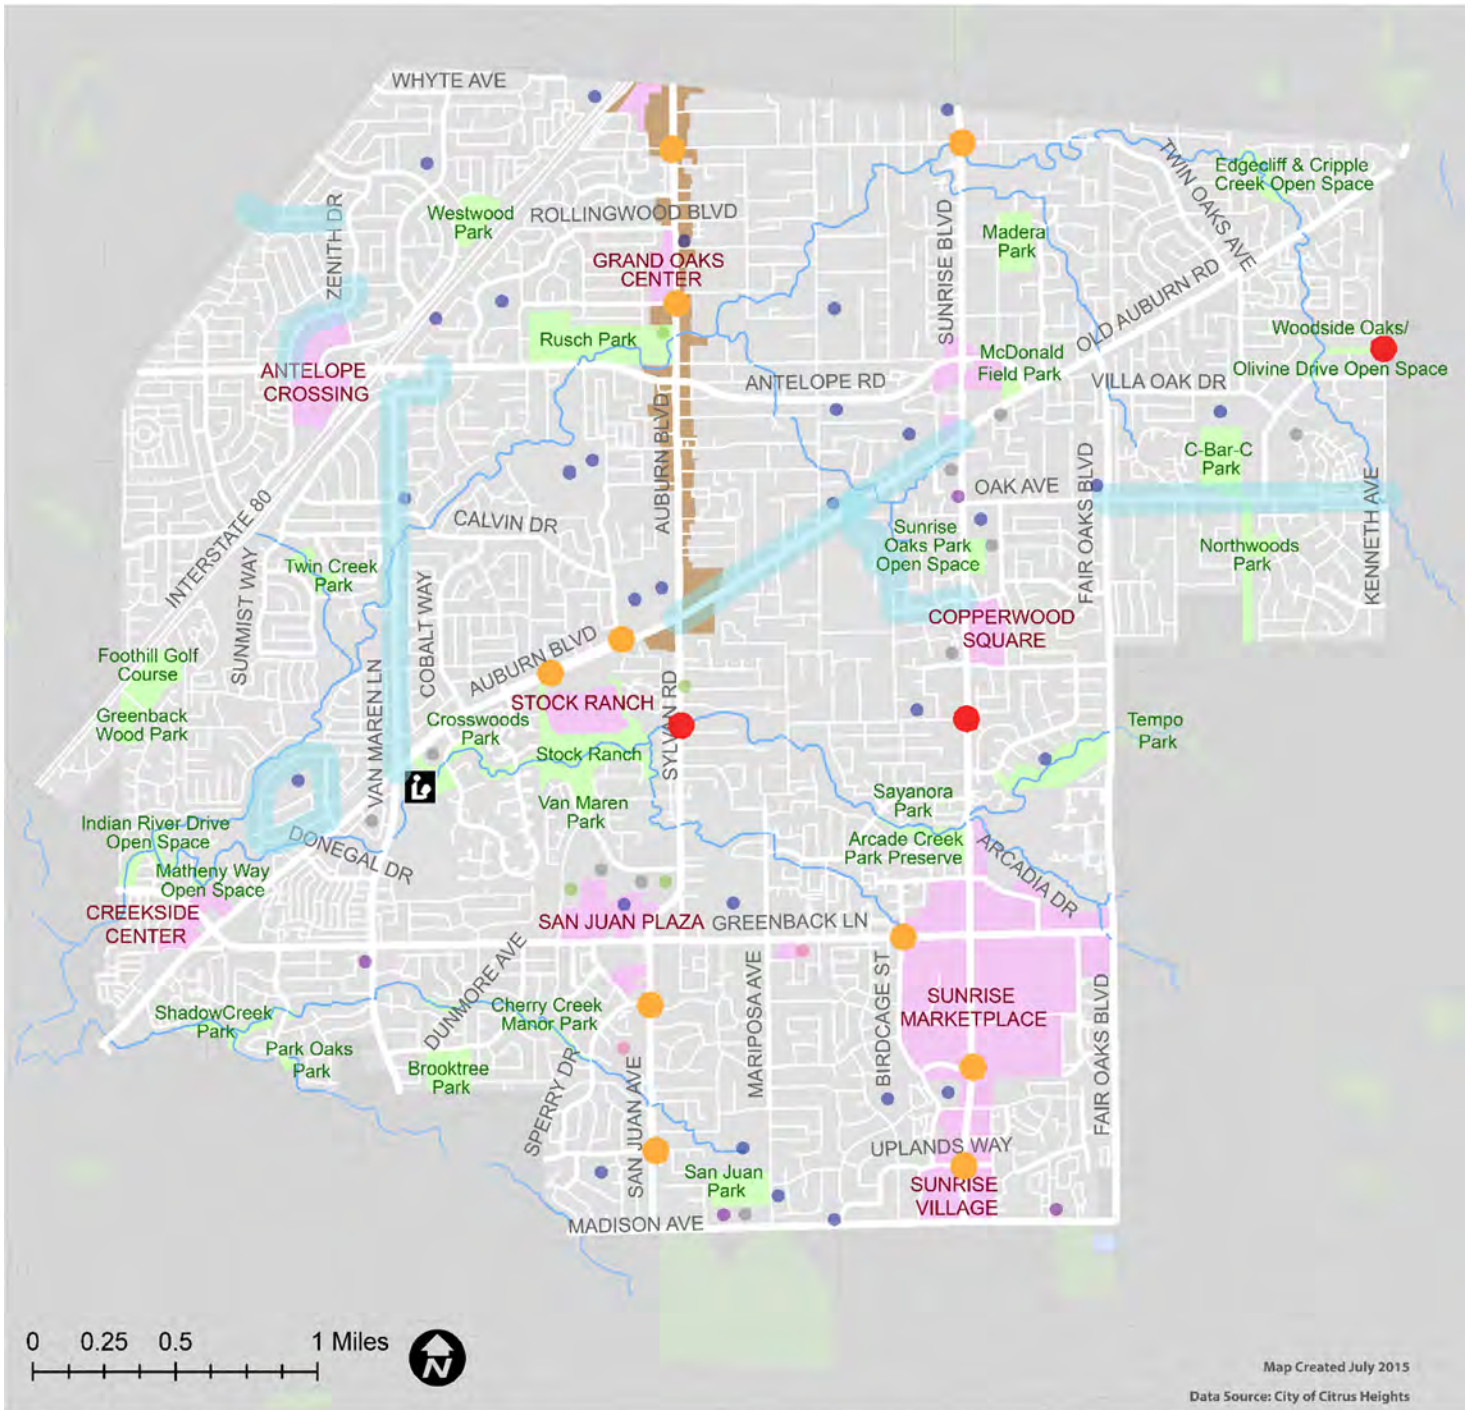 WHYTE AVE
TWIN OAKS AVE
Edgecliff & Cripple
Creek Open Space
ZENITH DR
Westwood
Park
ROLLINGWOOD BLVD
SUNRISE BLVD
Madera
Park
GRAND OAKS
CENTER
OLD AUBURN RD
Rusch Park
Woodside Oaks/
Olivine Drive Open Space
McDonald
Field Park
ANTELOPE
CROSSING
ANTELOPE RD
VILLA OAK DR
AUBURN BLVD
FAIR OAKS BLVD
C-Bar-C
Park
OAK AVE
KENNETH AVE
INTERSTATE 80
CALVIN DR
Sunrise
Oaks Park
Open Space
Northwoods
Park
SUNMIST WAY
Twin Creek
Park
COBALT WAY
COPPERWOOD
SQUARE
AUBURN BLVD
Foothill Golf
Course
VAN MAREN LN
STOCK RANCH
SYLVAN RD
Greenback
Wood Park
Crosswoods
Park
Tempo
Park
Stock Ranch
Van Maren
Park
Sayanora
Park
Indian River Drive
Open Space
DONEGAL DR
Arcade Creek
Park Preserve
ARCADIA DR
Matheny Way
Open Space
CREEKSIDE
CENTER
SAN JUAN PLAZA
GREENBACK LN
DUNMORE AVE
MARIPOSA AVE
BIRDCAGE ST
SUNRISE
MARKETPLACE
FAIR OAKS BLVD
ShadowCreek
Park
Cherry Creek
Manor Park
Park Oaks
Park
Brooktree
Park
SPERRY DR
SAN JUAN AVE
UPLANDS WAY
San Juan
Park
SUNRISE
VILLAGE
MADISON AVE
0 0.25 0.5 1 Miles
N
Map Created July 2015
Data Source: City of Citrus Heights